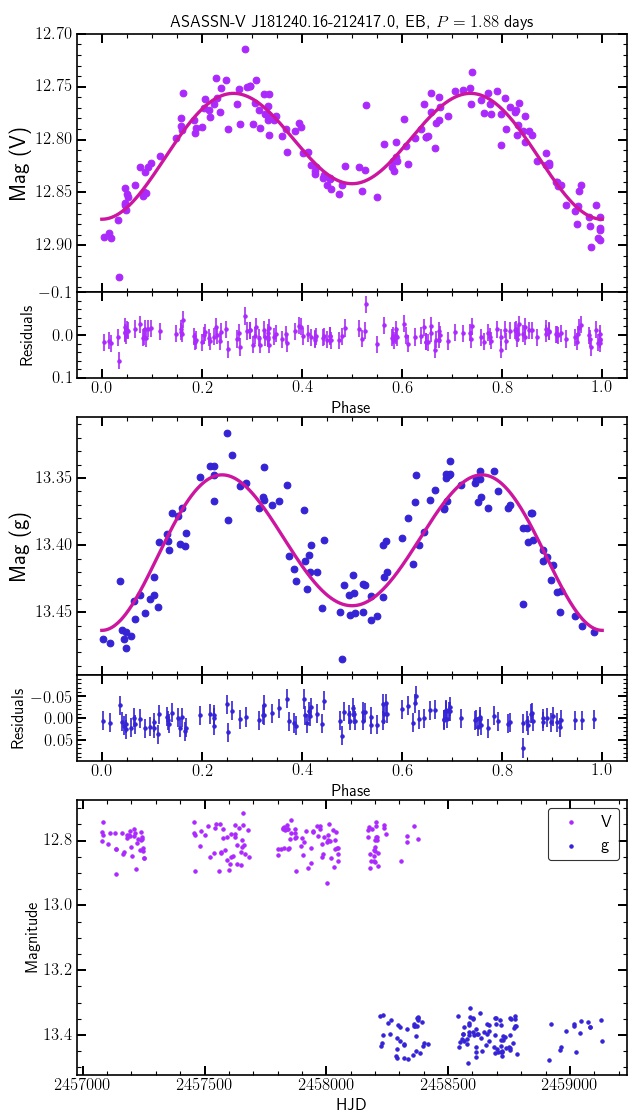 ASASSN-V J181240.16-212417.0, EB, P = 1.88 days
12.70
12.75
12.80
12.85
12.90
Mag (V)
−0.1
0.0
0.1
Residuals
0.0 0.2 0.4 0.6 0.8 1.0
Phase
13.35
13.40
13.45
Mag (g)
−0.05
0.00
0.05
Residuals
0.0 0.2 0.4 0.6 0.8 1.0
Phase
V
g
12.8
13.0
13.2
13.4
Magnitude
2457000 2457500 2458000 2458500 2459000
HJD